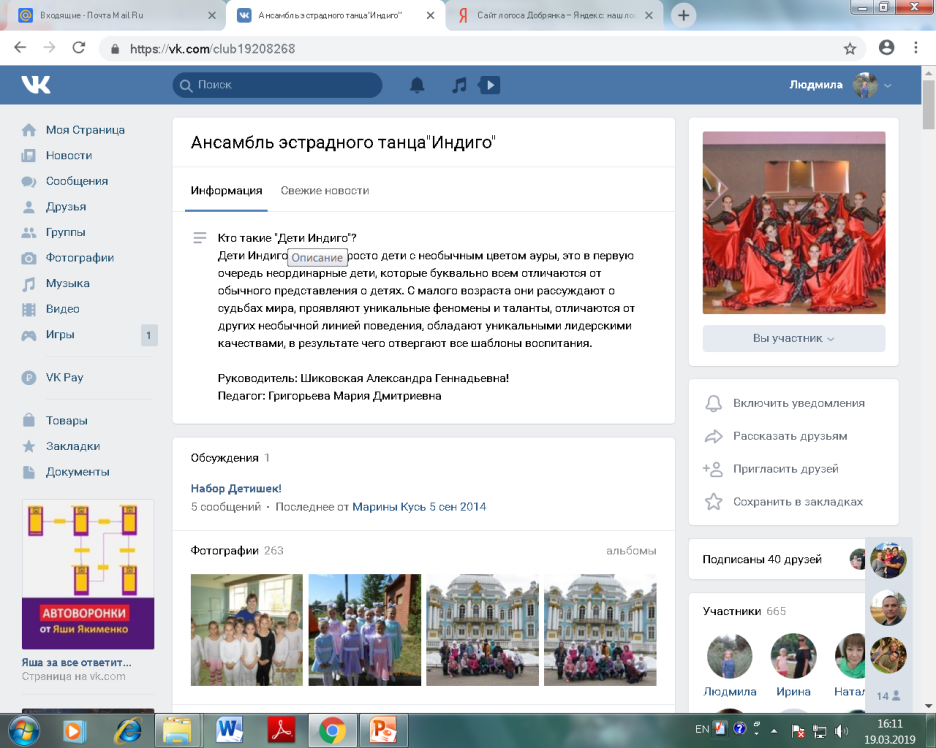 Входящие - Почта Mail.Ru
Ансамбль эстрадного танца"Индиго"
Сайт логоса Добрянка – Яндекс: нашлос
https://vk.com/club19208268
Поиск
Людмила
Моя Страница
Новости
Сообщения
Друзья
Группы
Фотографии
Музыка
Видео
Игры
1
VK Pay
Товары
Закладки
Документы
АВТОВОРОНКИ
от Яши Якименко
Яша за все ответит...
Страница на vk.com
Ансамбль эстрадного танца"Индиго"
Информация Свежие новости
Кто такие "Дети Индиго"?
Дети Индиго Описание росто дети с необычным цветом ауры, это в первую
очередь неординарные дети, которые буквально всем отличаются от
обычного представления о детях. С малого возраста они рассуждают о
судьбах мира, проявляют уникальные феномены и таланты, отличаются от
других необычной линией поведения, обладают уникальными лидерскими
качествами, в результате чего отвергают все шаблоны воспитания.
Руководитель: Шиковская Александра Геннадьевна!
Педагог: Григорьева Мария Дмитриевна
Обсуждения 1
Набор Детишек!
5 сообщений · Последнее от Марины Кусь 5 сен 2014
Фотографии 263 альбомы
Вы участник
Включить уведомления
Рассказать друзьям
Пригласить друзей
Сохранить в закладках
Подписаны 40 друзей
Участники 665
Людмила Ирина Натал
14
EN
16:11
19.03.2019